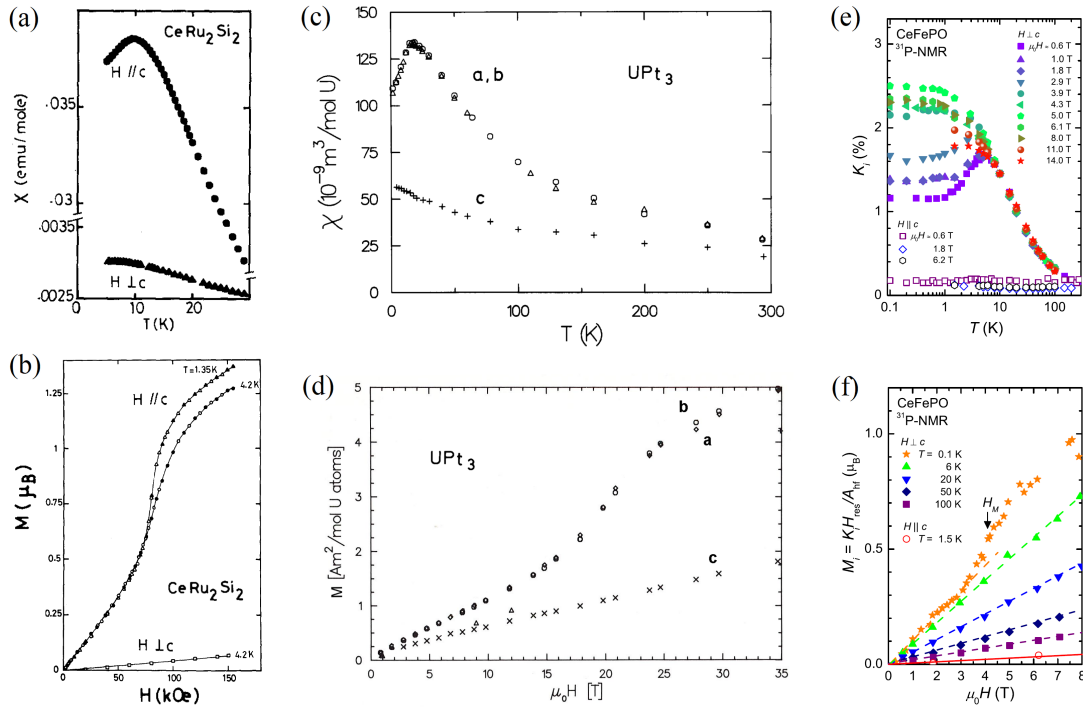 (a)
CeRu2Si2
H //c
H ⊥c
.035
.03
.0035
.0025
χ (emu/mole)
0
10
20
T(K)
(b)
T=1.35K
4.2K
H //c
CeRu2Si2
H ⊥c
4.2K
1.25
1
.75
0.5
.25
0
M (μB)
0
50
100
150
H (kOe)
(c)
150
125
100
75
50
25
0
χ (10⁻⁹m³/mol U)
a,b
UPt3
c
0
100
200
300
T (K)
(d)
5
4
3
2
1
0
M [Am²/mol U atoms)
UPt3
b
a
c
0
5
10
15
20
25
30
35
μoH [T]
(e)
CeFePO
³¹P-NMR
H ⊥ c
μ0H = 0.6 T
1.0 T
1.8 T
2.9 T
3.9 T
4.3 T
5.0 T
6.1 T
8.0 T
11.0 T
14.0 T
H || c
μ0H = 0.6 T
1.8 T
6.2 T
3
2
1
0
Ki (%)
0.1
1
10
100
T (K)
(f)
CeFePO
³¹P-NMR
H ⊥ c
T = 0.1 K
6 K
20 K
50 K
100 K
H || c
T = 1.5 K
HM
1.0
0.5
0.0
Mi = KiHres/Ahf (μB)
0
1
2
3
4
5
6
7
8
μ0H (T)